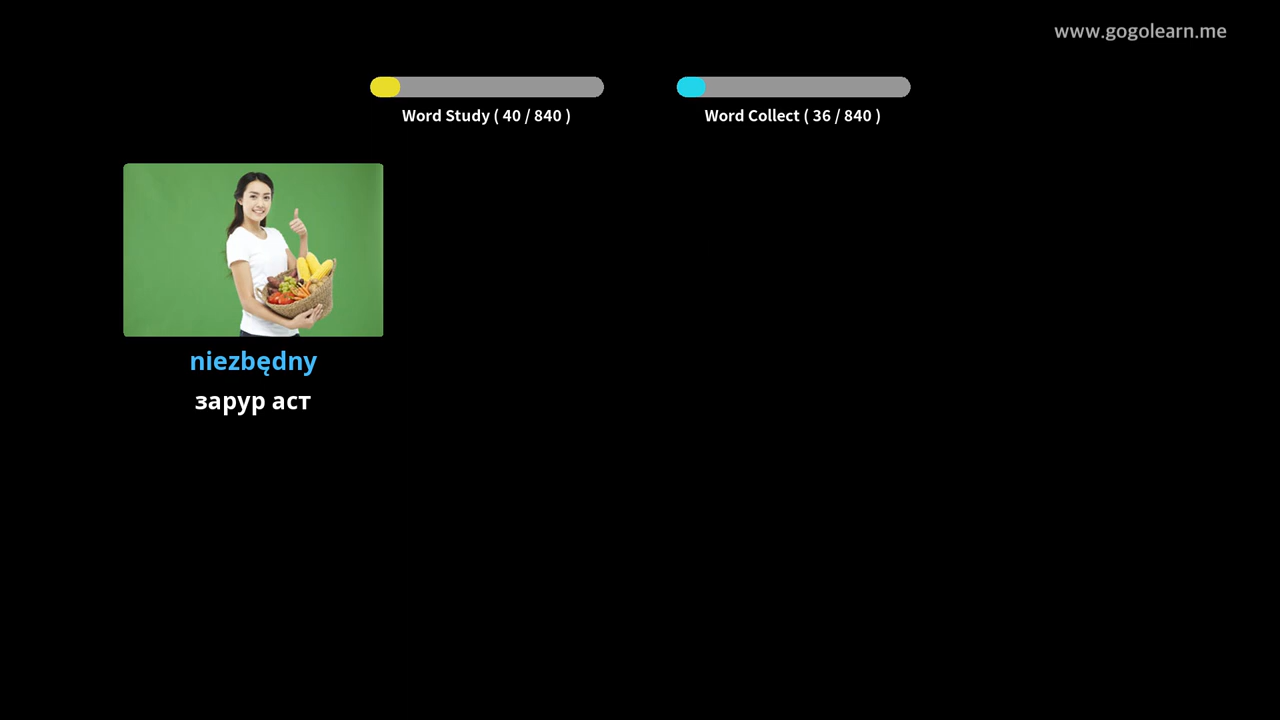 www.gogolearn.me
Word Study ( 40 / 840 )
Word Collect ( 36 / 840 )
niezbędny
зарур аст